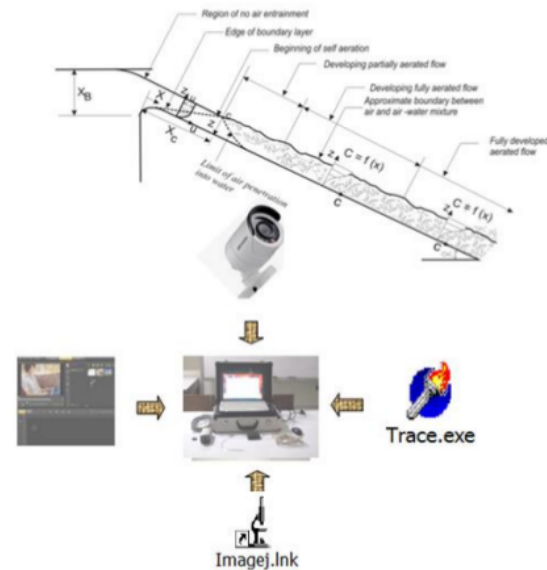 Region of no air entrainment
Edge of boundary layer
Beginning of self aeration
Developing partially aerated flow
Developing fully aerated flow
Approximate boundary between
air and air -water mixture
Fully developed
aerated flow
X_B
X
X_c
z
u
z
z
C = f (x)
z
C = f (x)
C
C
Limit of air penetration
into water
Trace.exe
Imagej.lnk